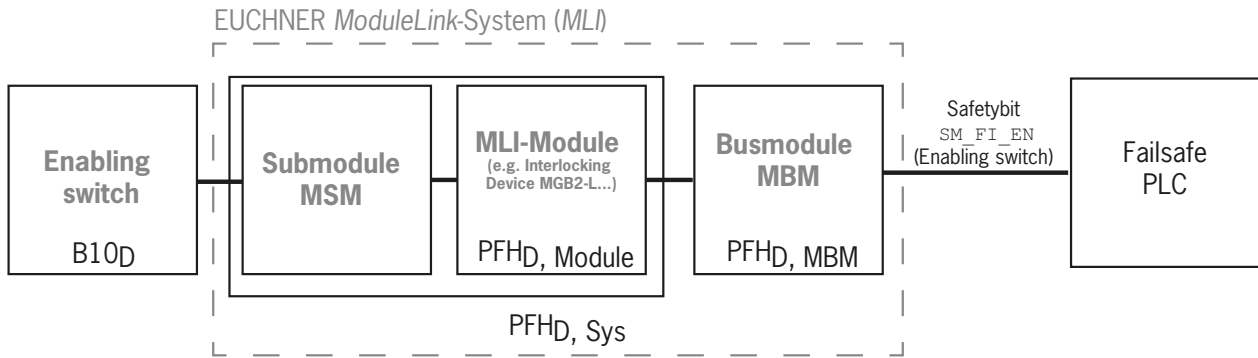 EUCHNER ModuleLink-System (MLI)
Enabling
switch
B10D
Submodule
MSM
MLI-Module
(e.g. Interlocking
Device MGB2-L...)
PFHD, Module
Busmodule
MBM
PFHD, MBM
PFHD, Sys
Safetybit
SM_FI_EN
(Enabling switch)
Failsafe
PLC